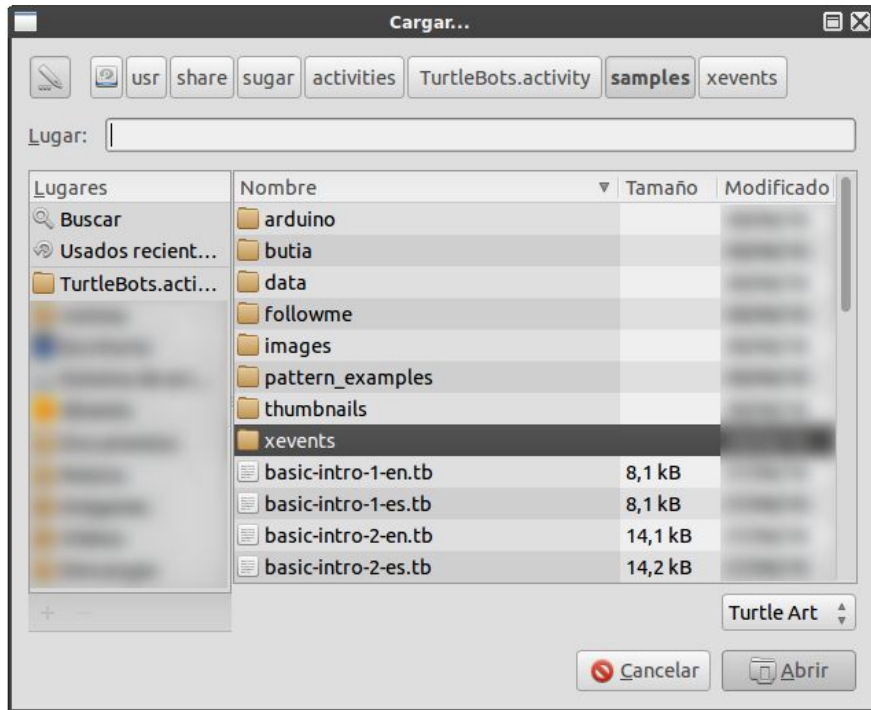 Cargar...
usr share sugar activities TurtleBots.activity samples xevents
Lugar:
Lugares Nombre Tamaño Modificado
Buscar arduino
Usados recient... butia
TurtleBots.acti... data
followme
images
pattern_examples
thumbnails
xevents
basic-intro-1-en.tb 8,1 kB
basic-intro-1-es.tb 8,1 kB
basic-intro-2-en.tb 14,1 kB
basic-intro-2-es.tb 14,2 kB
Turtle Art
Cancelar Abrir